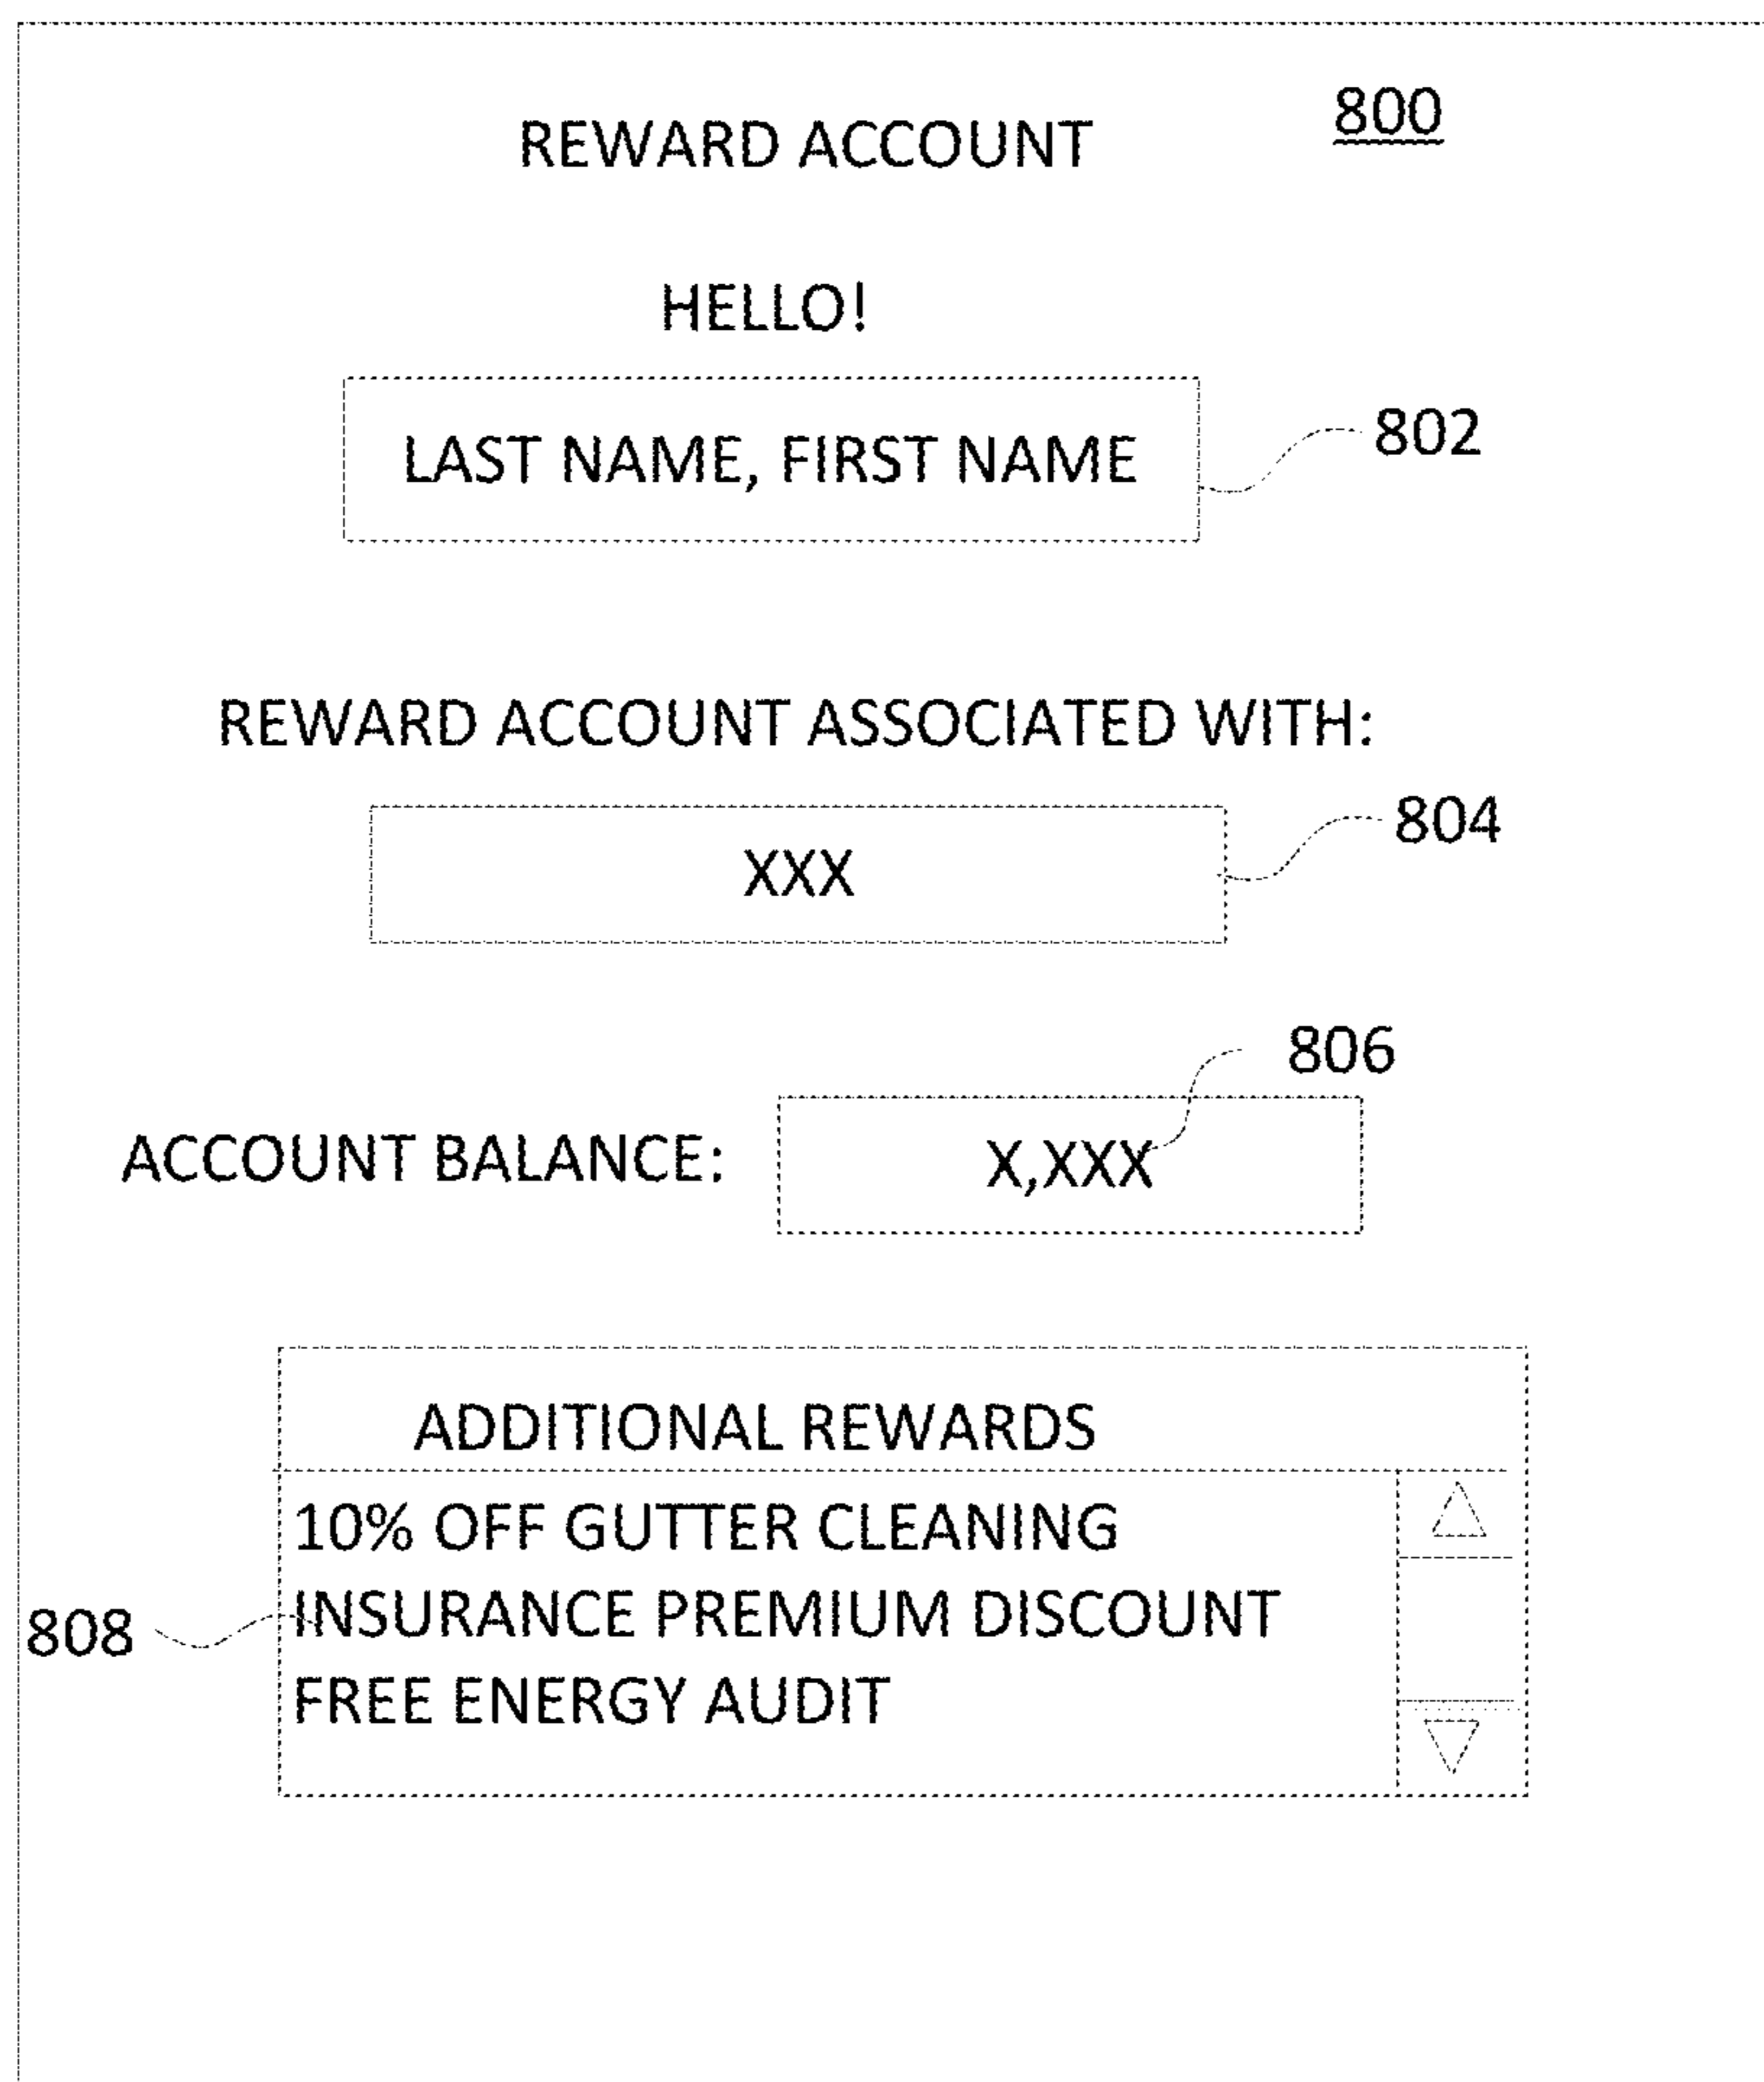 REWARD ACCOUNT 800
HELLO!
LAST NAME, FIRST NAME 802
REWARD ACCOUNT ASSOCIATED WITH:
XXX 804
806
ACCOUNT BALANCE: X,XXX
ADDITIONAL REWARDS
10% OFF GUTTER CLEANING
808 INSURANCE PREMIUM DISCOUNT
FREE ENERGY AUDIT